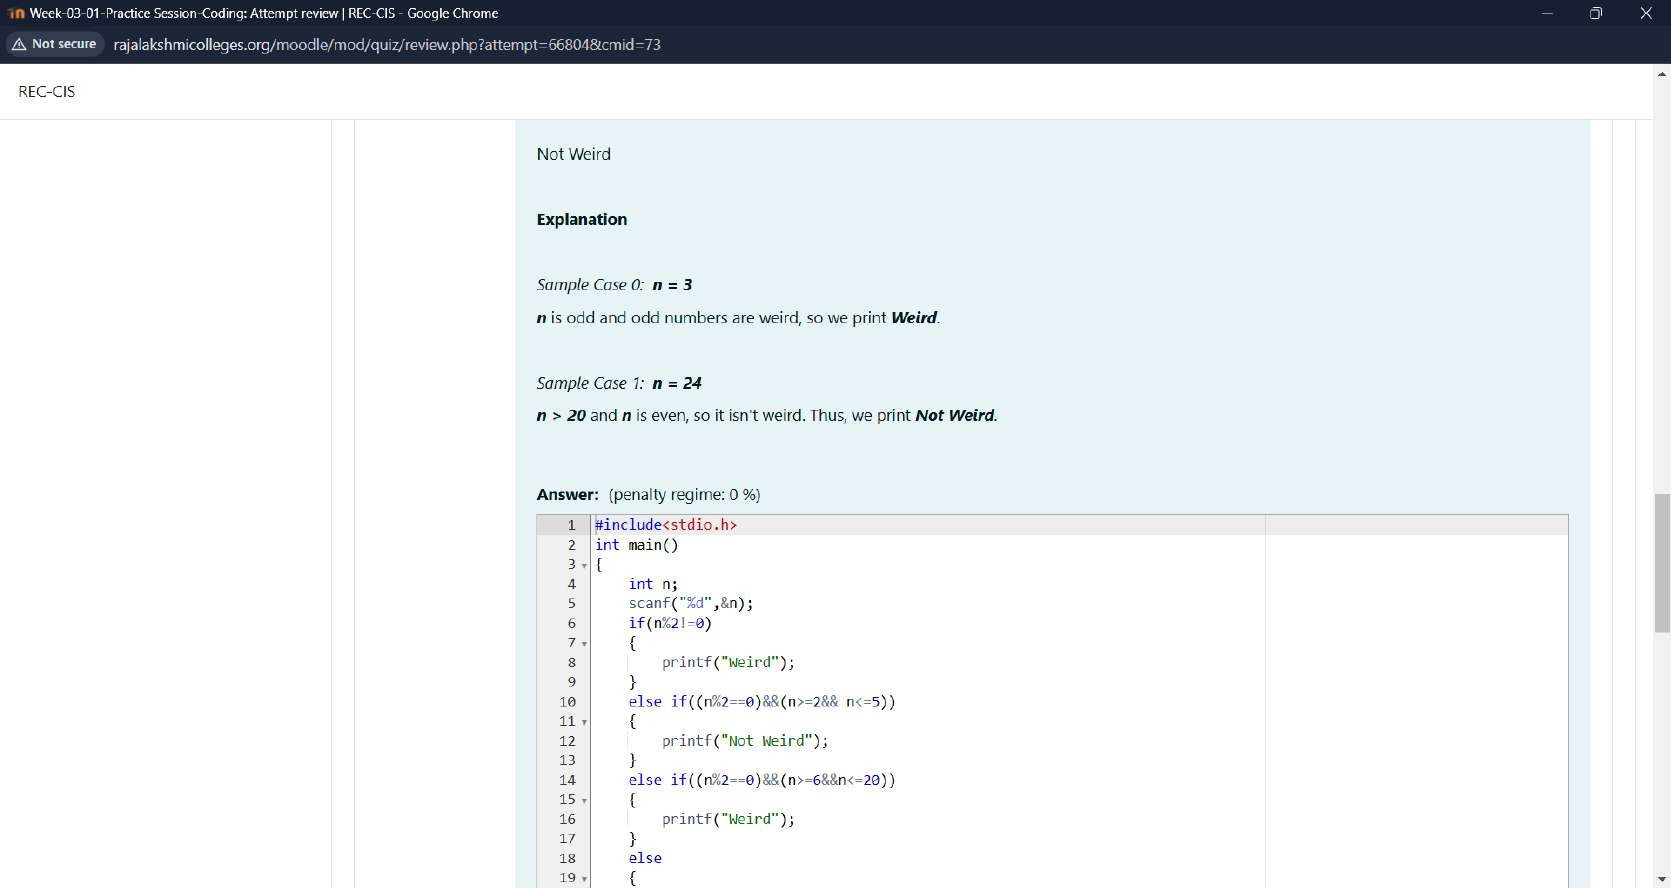 Week-03-01-Practice Session-Coding: Attempt review | REC-CIS - Google Chrome
Not secure rajalakshmicolleges.org/moodle/mod/quiz/review.php?attempt=66804&cmid=73
REC-CIS
Not Weird
Explanation
Sample Case 0: n = 3
n is odd and odd numbers are weird, so we print Weird.
Sample Case 1: n = 24
n > 20 and n is even, so it isn't weird. Thus, we print Not Weird.
Answer: (penalty regime: 0 %)
1 #include<stdio.h>
2 int main()
3 {
4 int n;
5 scanf("%d",&n);
6 if(n%2!=0)
7 {
8 printf("Weird");
9 }
10 else if((n%2==0)&&(n>=2&& n<=5))
11 {
12 printf("Not Weird");
13 }
14 else if((n%2==0)&&(n>=6&&n<=20))
15 {
16 printf("Weird");
17 }
18 else
19 {